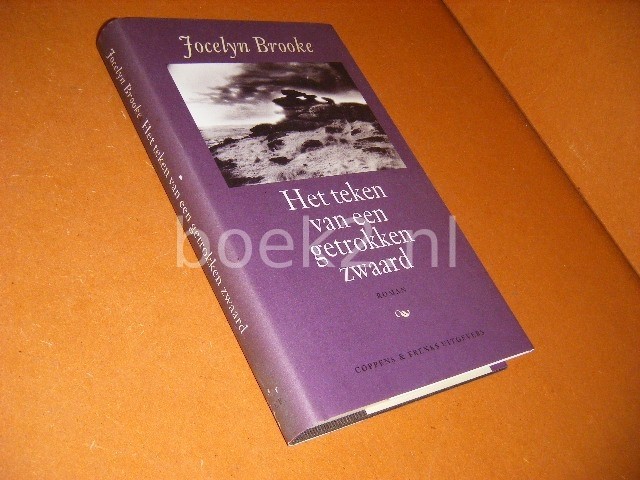 Jocelyn Brooke
Het teken
van een
getrokken
zwaard
ROMAN
COPPENS & FRENKS UITGEVERS
Jocelyn Brooke Het teken van een getrokken zwaard
boek2.nl